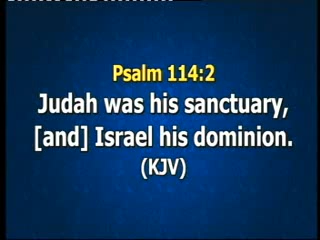 Psalm 114:2
Judah was his sanctuary,
[and] Israel his dominion.
(KJV)